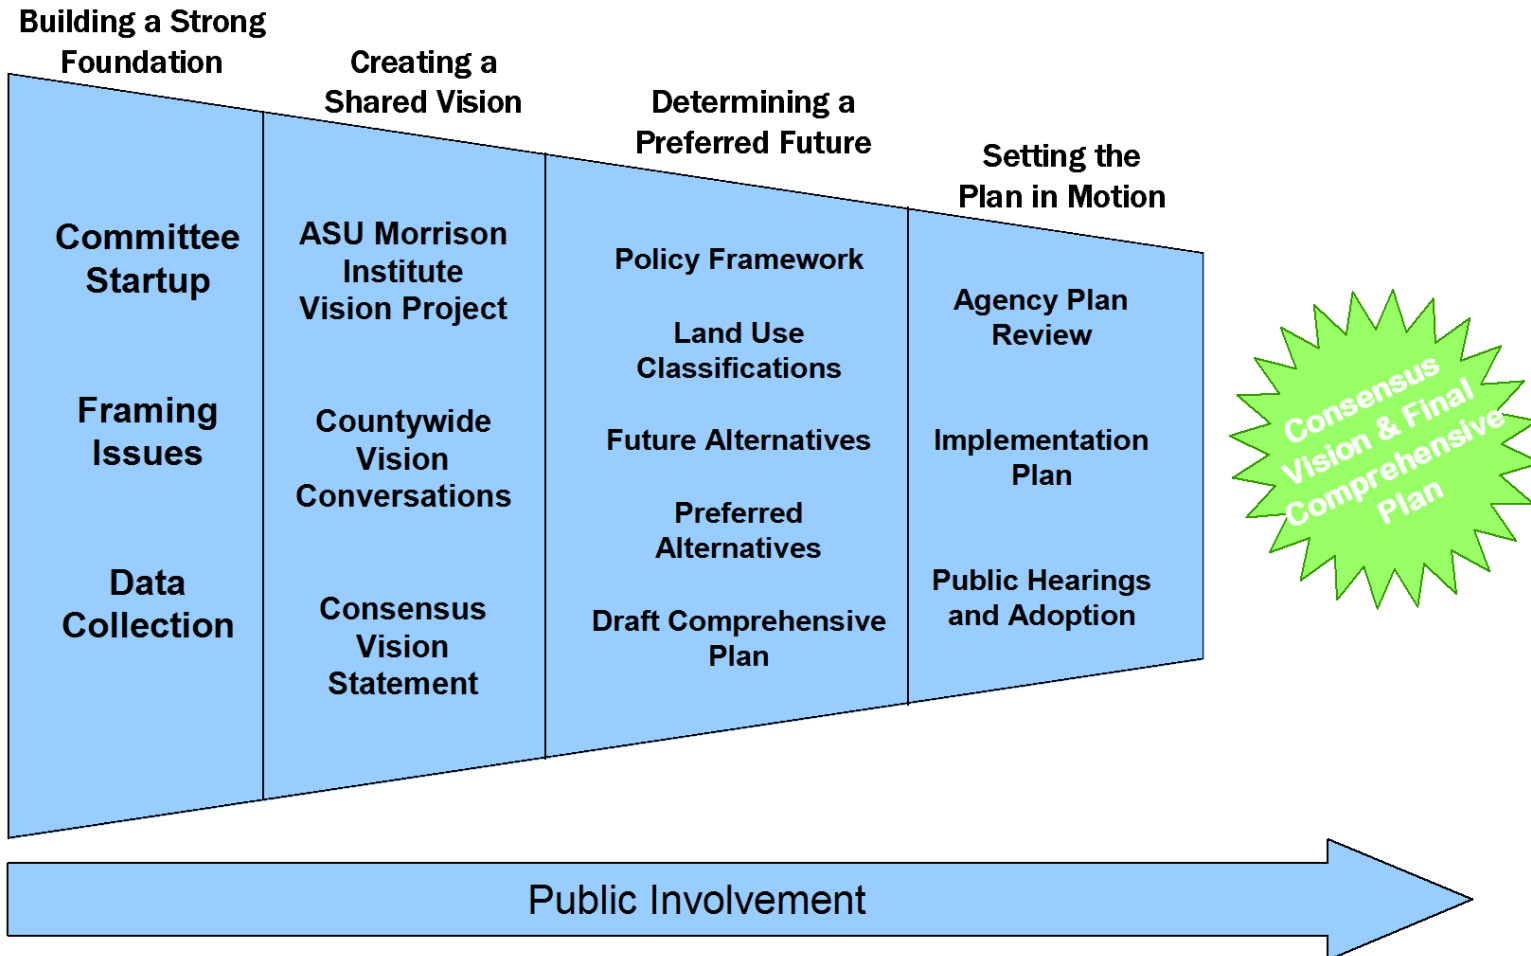 Building a Strong
Foundation
Creating a
Shared Vision
Determining a
Preferred Future
Setting the
Plan in Motion
Committee
Startup
Framing
Issues
Data
Collection
ASU Morrison
Institute
Vision Project
Countywide
Vision
Conversations
Consensus
Vision
Statement
Policy Framework
Land Use
Classifications
Future Alternatives
Preferred
Alternatives
Draft Comprehensive
Plan
Agency Plan
Review
Implementation
Plan
Public Hearings
and Adoption
Consensus
Vision & Final
Comprehensive
Plan
Public Involvement